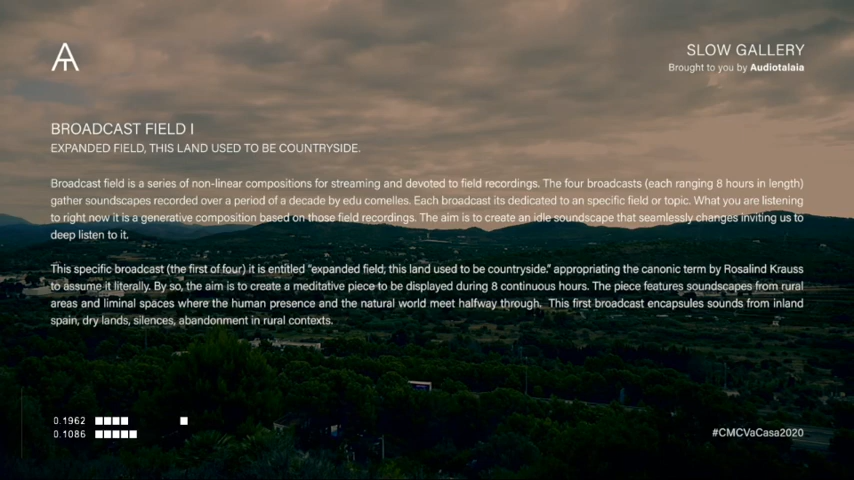 AT
SLOW GALLERY
Brought to you by Audiotalaia
BROADCAST FIELD I
EXPANDED FIELD, THIS LAND USED TO BE COUNTRYSIDE.
Broadcast field is a series of non-linear compositions for streaming and devoted to field recordings. The four broadcasts (each ranging 8 hours in length)
gather soundscapes recorded over a period of a decade by edu comelles. Each broadcast its dedicated to an specific field or topic. What you are listening
to right now it is a generative composition based on those field recordings. The aim is to create an idle soundscape that seamlessly changes inviting us to
deep listen to it.
This specific broadcast (the first of four) it is entitled "expanded field; this land used to be countryside." appropriating the canonic term by Rosalind Krauss
to assume it literally. By so, the aim is to create a meditative piece to be displayed during 8 continuous hours. The piece features soundscapes from rural
areas and liminal spaces where the human presence and the natural world meet halfway through. This first broadcast encapsules sounds from inland
spain, dry lands, silences, abandonment in rural contexts.
0.1962
0.1086
#CMCVaCasa2020